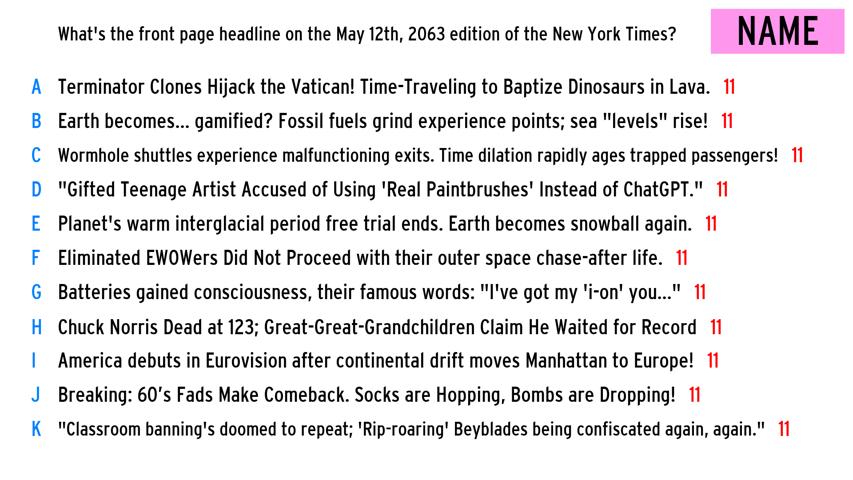 What's the front page headline on the May 12th, 2063 edition of the New York Times?
NAME
A Terminator Clones Hijack the Vatican! Time-Traveling to Baptize Dinosaurs in Lava. 11
B Earth becomes... gamified? Fossil fuels grind experience points; sea "levels" rise! 11
C Wormhole shuttles experience malfunctioning exits. Time dilation rapidly ages trapped passengers! 11
D "Gifted Teenage Artist Accused of Using 'Real Paintbrushes' Instead of ChatGPT." 11
E Planet's warm interglacial period free trial ends. Earth becomes snowball again. 11
F Eliminated EWOWers Did Not Proceed with their outer space chase-after life. 11
G Batteries gained consciousness, their famous words: "I've got my 'i-on' you..." 11
H Chuck Norris Dead at 123; Great-Great-Grandchildren Claim He Waited for Record 11
I America debuts in Eurovision after continental drift moves Manhattan to Europe! 11
J Breaking: 60's Fads Make Comeback. Socks are Hopping, Bombs are Dropping! 11
K "Classroom banning's doomed to repeat; 'Rip-roaring' Beyblades being confiscated again, again." 11